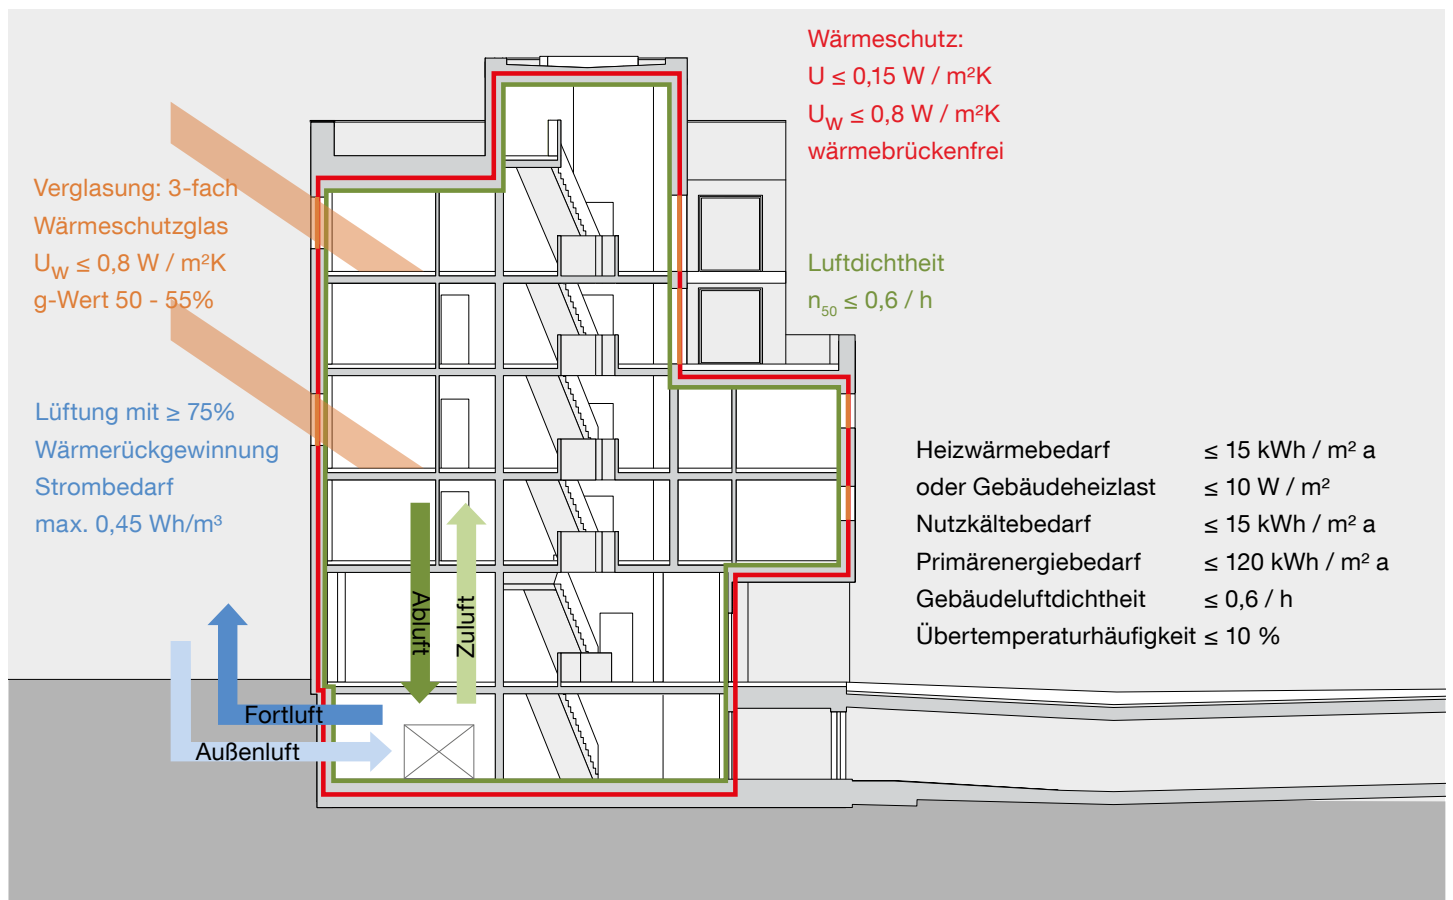 Wärmeschutz:
U ≤ 0,15 W / m²K
U_W ≤ 0,8 W / m²K
wärmebrückenfrei
Verglasung: 3-fach
Wärmeschutzglas
U_W ≤ 0,8 W / m²K
g-Wert 50 - 55%
Luftdichtheit
n₅₀ ≤ 0,6 / h
Lüftung mit ≥ 75%
Wärmerückgewinnung
Strombedarf
max. 0,45 Wh/m³
Heizwärmebedarf ≤ 15 kWh / m² a
oder Gebäudeheizlast ≤ 10 W / m²
Nutzkältebedarf ≤ 15 kWh / m² a
Primärenergiebedarf ≤ 120 kWh / m² a
Gebäudeluftdichtheit ≤ 0,6 / h
Übertemperaturhäufigkeit ≤ 10 %
Abluft
Zuluft
Fortluft
Außenluft